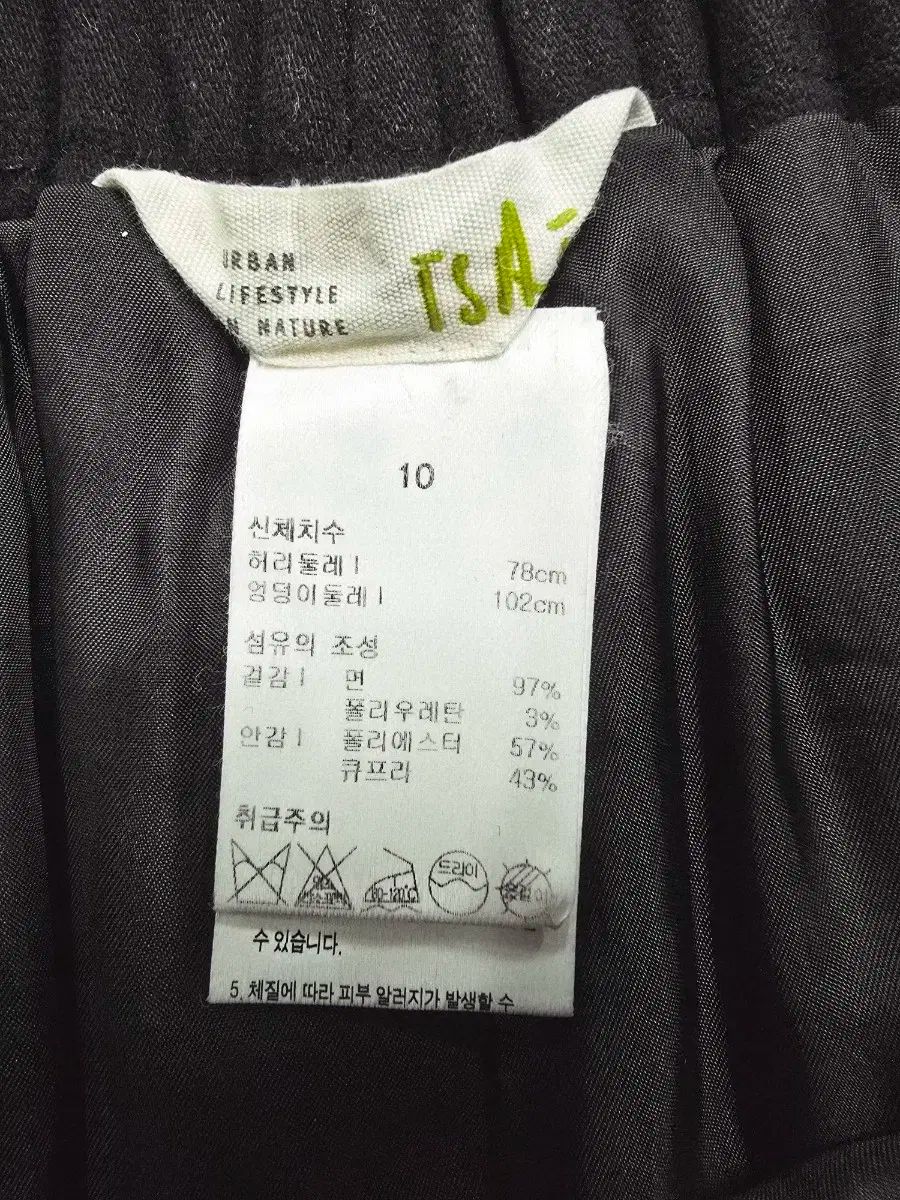 URBAN
LIFESTYLE
N NATURE
TSA
10
신체치수
허리둘레 | 78cm
엉덩이둘레 | 102cm
섬유의 조성
겉감 | 면 97%
폴리우레탄 3%
안감 | 폴리에스터 57%
큐프라 43%
취급주의
80-120℃
드라이
수 있습니다.
5. 체질에 따라 피부 알러지가 발생할 수